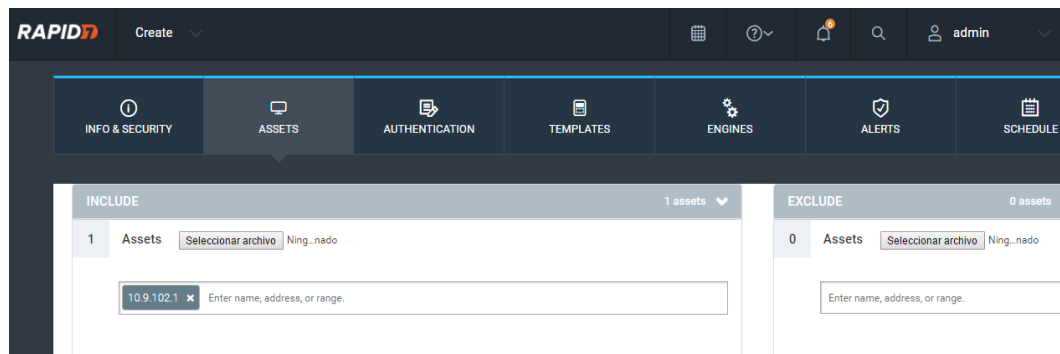 RAPID7 Create admin
6
INFO & SECURITY ASSETS AUTHENTICATION TEMPLATES ENGINES ALERTS SCHEDULE
INCLUDE 1 assets EXCLUDE 0 assets
1 Assets Seleccionar archivo Ning...nado 0 Assets Seleccionar archivo Ning...nado
10.9.102.1 × Enter name, address, or range. Enter name, address, or range.